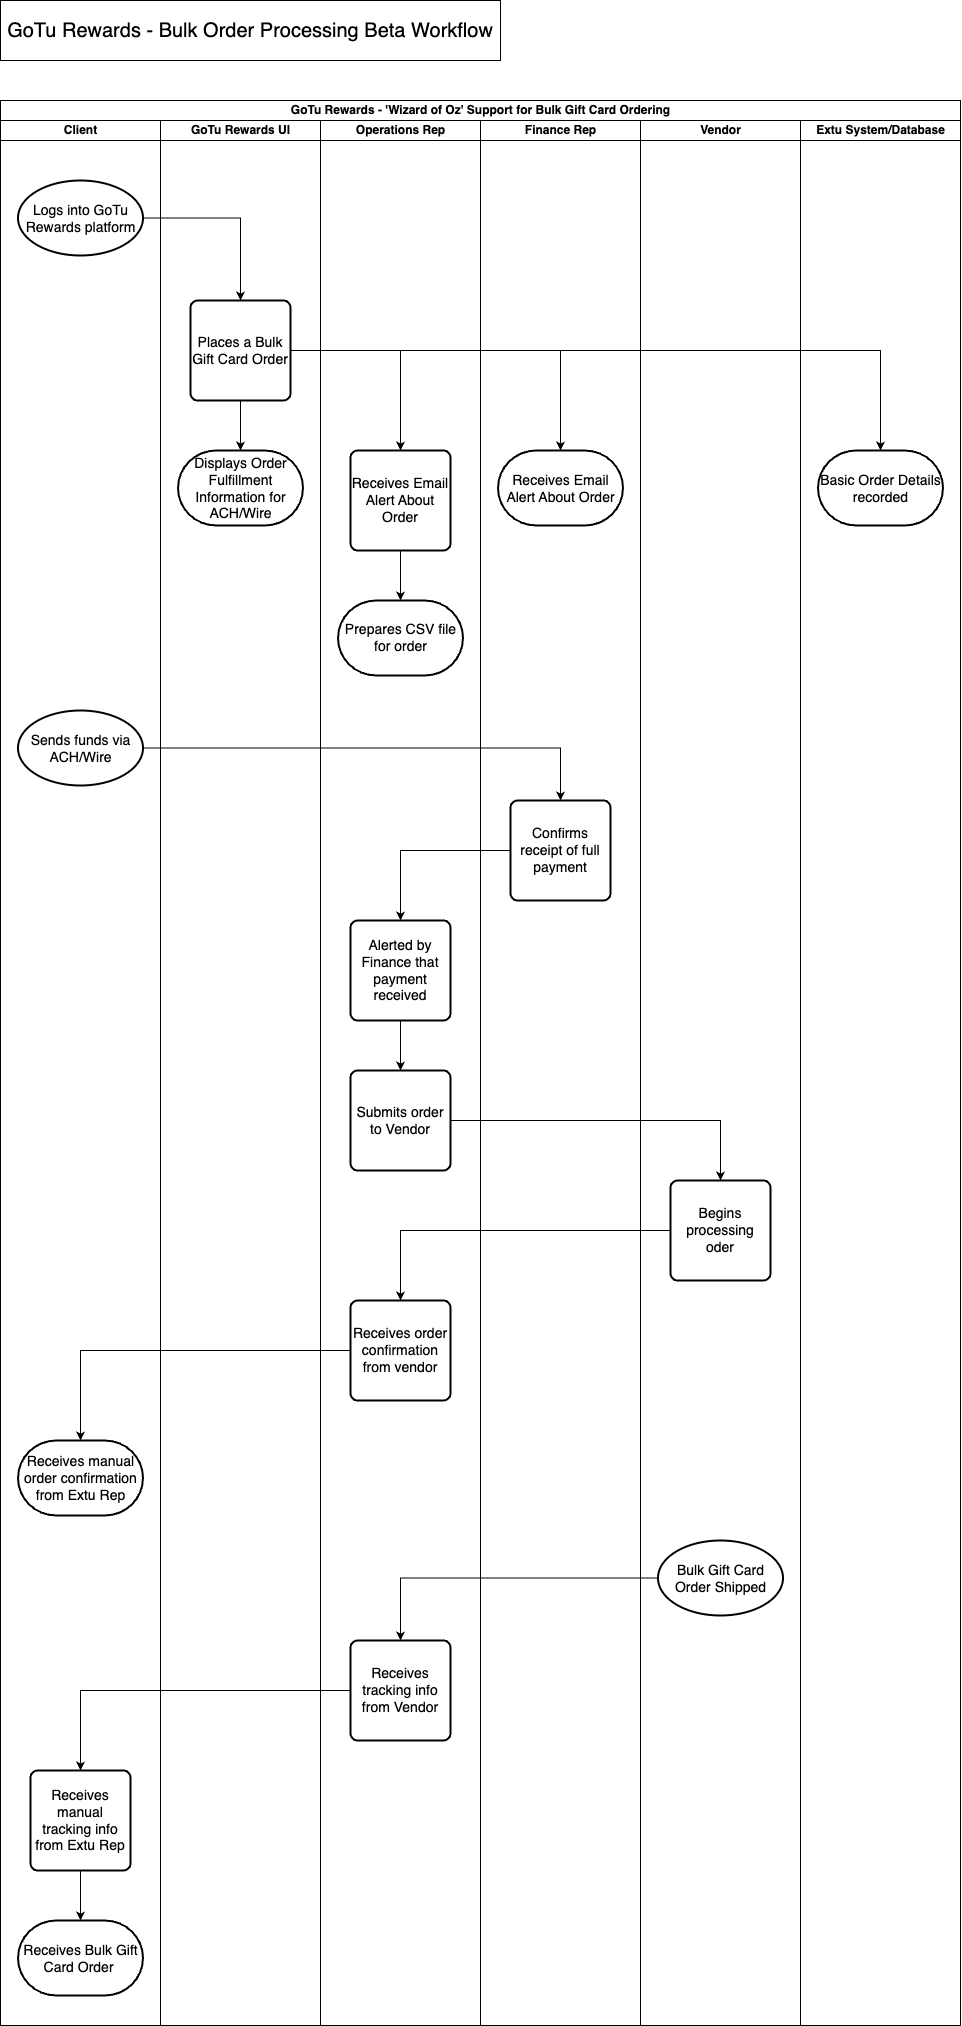 GoTu Rewards - Bulk Order Processing Beta Workflow
GoTu Rewards - 'Wizard of Oz' Support for Bulk Gift Card Ordering
Client
GoTu Rewards UI
Operations Rep
Finance Rep
Vendor
Extu System/Database
Logs into GoTu
Rewards platform
Places a Bulk
Gift Card Order
Displays Order
Fulfillment
Information for
ACH/Wire
Receives Email
Alert About
Order
Receives Email
Alert About Order
Basic Order Details
recorded
Prepares CSV file
for order
Sends funds via
ACH/Wire
Confirms
receipt of full
payment
Alerted by
Finance that
payment
received
Submits order
to Vendor
Begins
processing
oder
Receives order
confirmation
from vendor
Receives manual
order confirmation
from Extu Rep
Bulk Gift Card
Order Shipped
Receives
tracking info
from Vendor
Receives
manual
tracking info
from Extu Rep
Receives Bulk Gift
Card Order